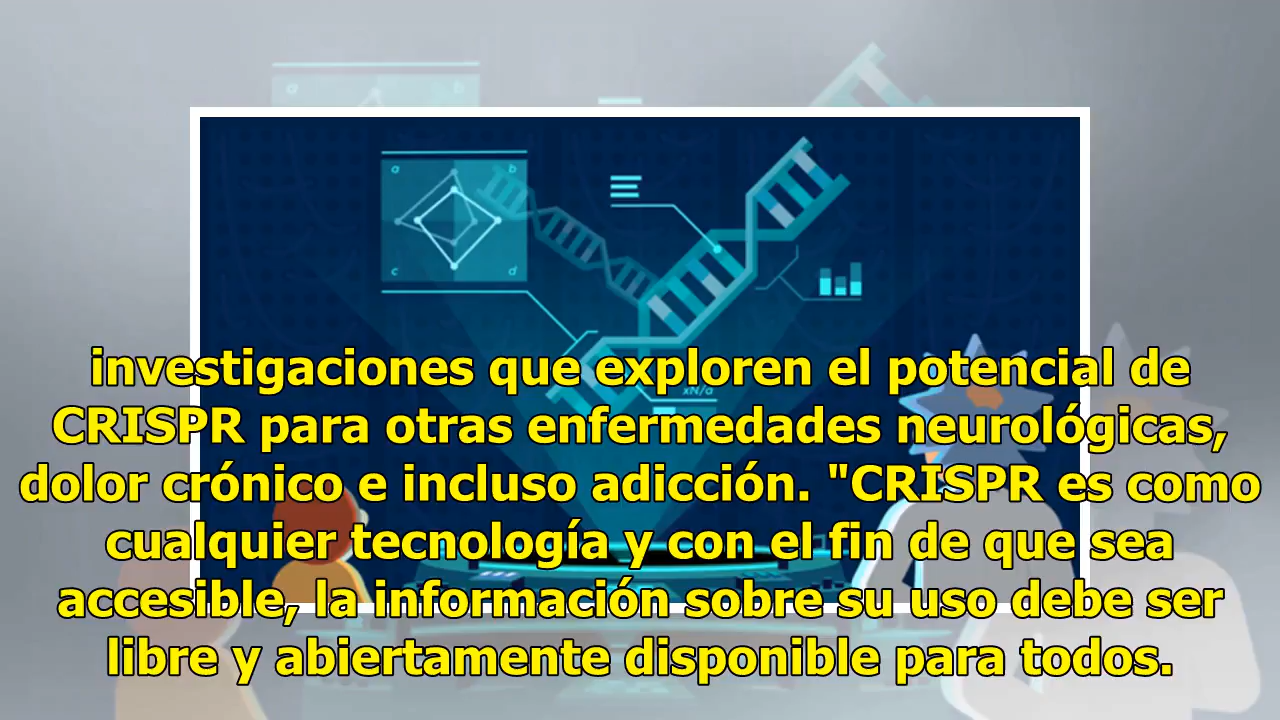 a b
c d
xN/a
investigaciones que exploren el potencial de
CRISPR para otras enfermedades neurológicas,
dolor crónico e incluso adicción. "CRISPR es como
cualquier tecnología y con el fin de que sea
accesible, la información sobre su uso debe ser
libre y abiertamente disponible para todos.